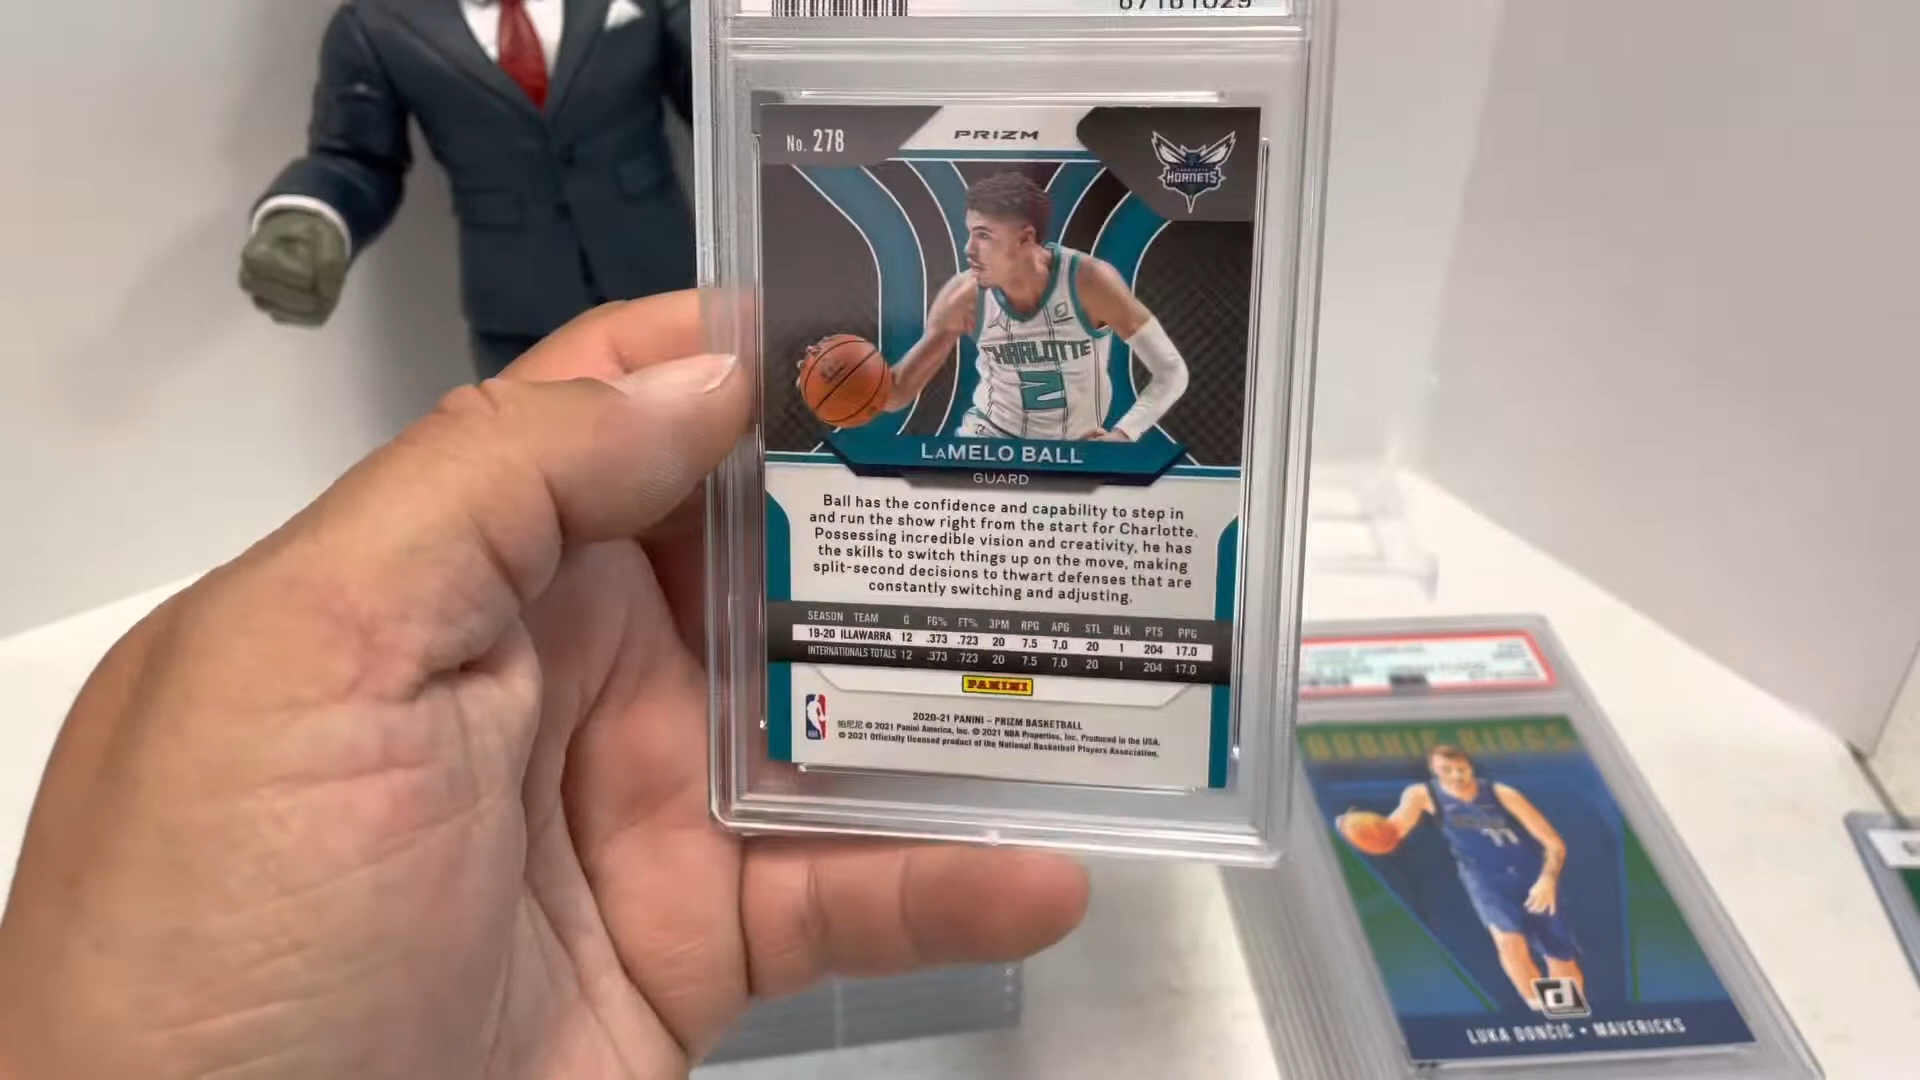 67161029
No. 278
PRIZM
HORNETS
CHARLOTTE
2
LAMELO BALL
GUARD
Ball has the confidence and capability to step in
and run the show right from the start for Charlotte.
Possessing incredible vision and creativity, he has
the skills to switch things up on the move, making
split-second decisions to thwart defenses that are
constantly switching and adjusting.
SEASON TEAM G FG% FT% 3PM RPG APG STL BLK PTS PPG
19-20 ILLAWARRA 12 .373 .723 20 7.5 7.0 20 1 204 17.0
INTERNATIONALS TOTALS 12 .373 .723 20 7.5 7.0 20 1 204 17.0
PANINI
2020-21 PANINI – PRIZM BASKETBALL
帕尼尼 © 2021 Panini America, Inc. © 2021 NBA Properties, Inc. Produced in the USA.
© 2021 Officially licensed product of the National Basketball Players Association.
ROOKIE KINGS
77
LUKA DONČIĆ • MAVERICKS